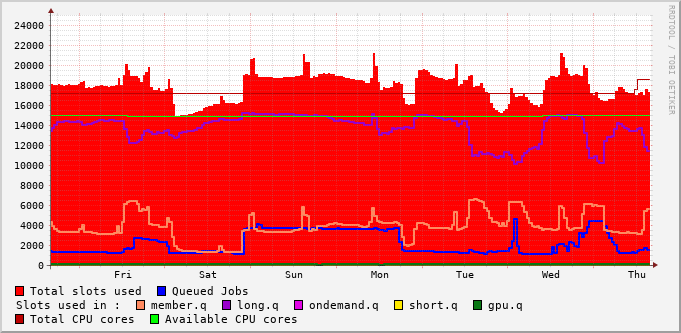 24000
22000
20000
18000
16000
14000
12000
10000
8000
6000
4000
2000
0
Fri Sat Sun Mon Tue Wed Thu
RRDTOOL / TOBI OETIKER
Total slots used Queued Jobs
Slots used in : member.q long.q ondemand.q short.q gpu.q
Total CPU cores Available CPU cores